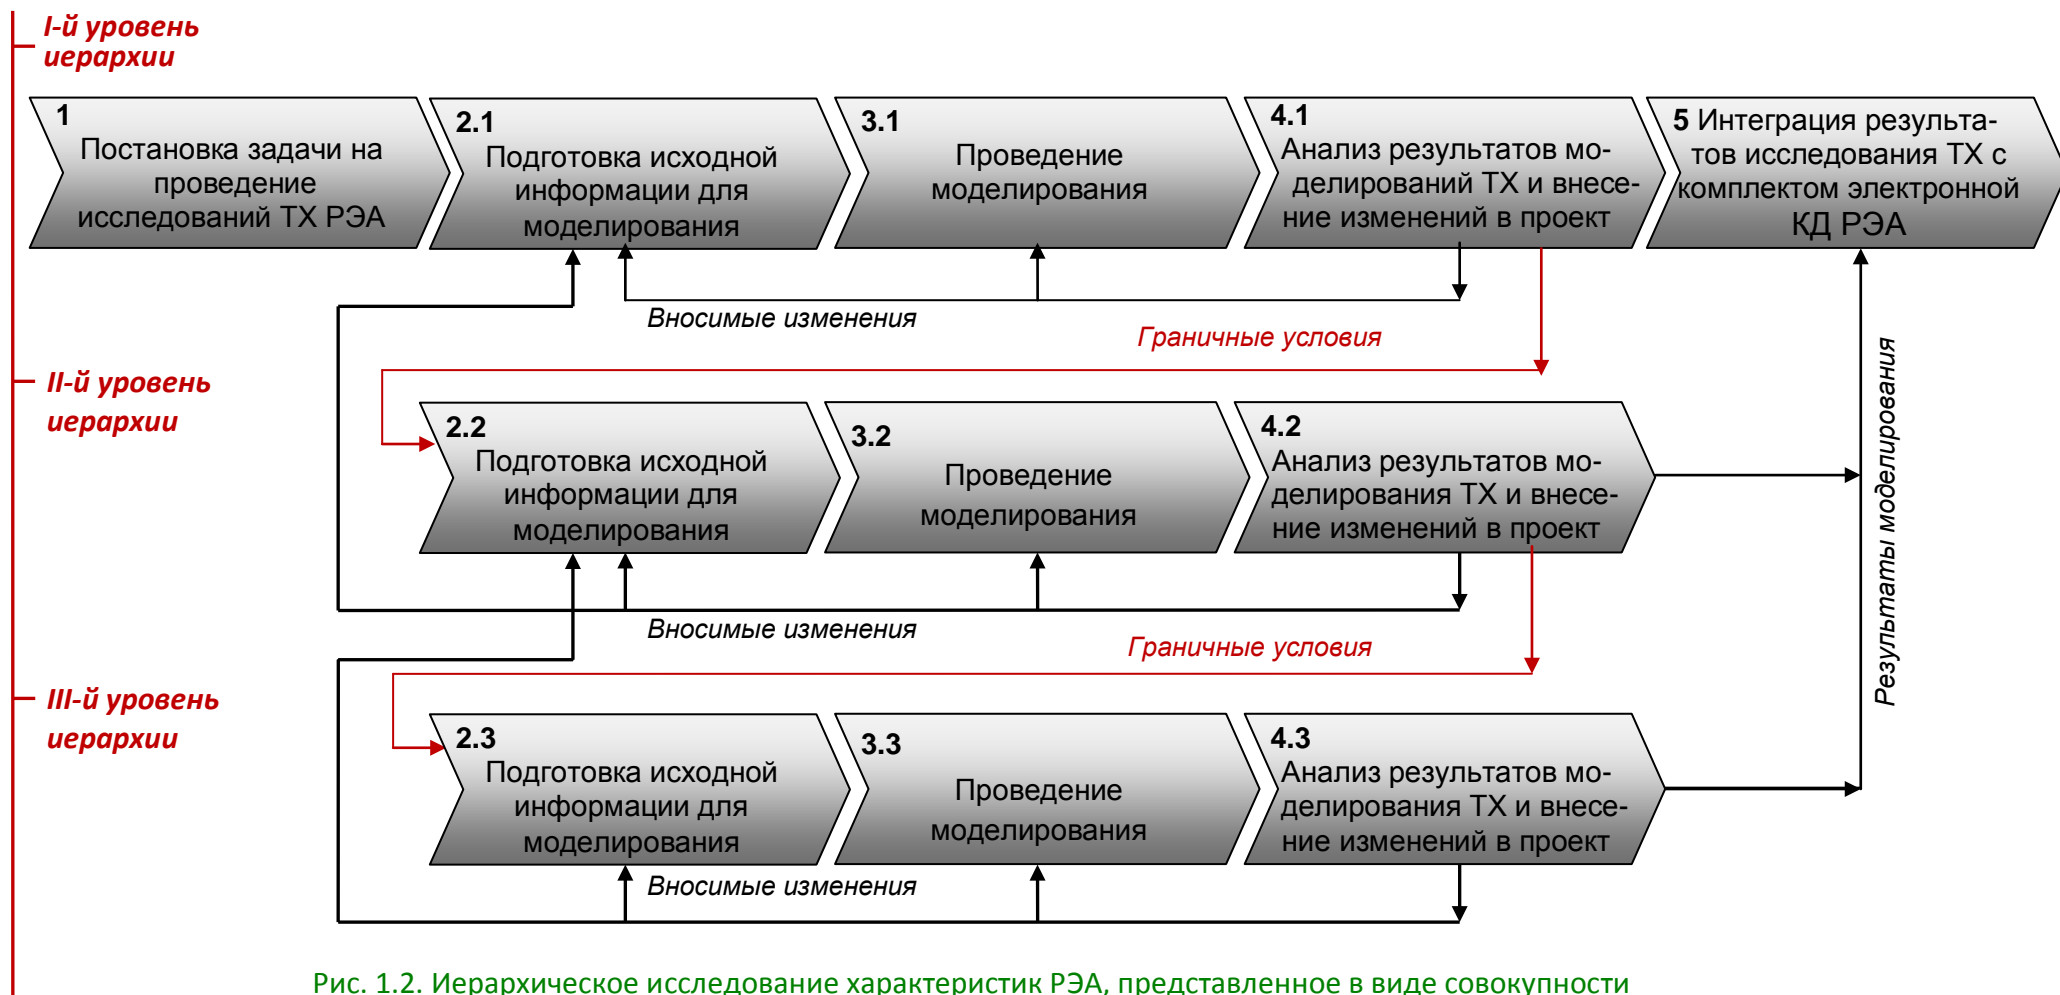 I-й уровень
иерархии
1
Постановка задачи на
проведение
исследований ТХ РЭА
2.1
Подготовка исходной
информации для
моделирования
3.1
Проведение
моделирования
4.1
Анализ результатов мо-
делирований ТХ и внесе-
ние изменений в проект
5 Интеграция результа-
тов исследования ТХ с
комплектом электронной
КД РЭА
Вносимые изменения
Граничные условия
II-й уровень
иерархии
2.2
Подготовка исходной
информации для
моделирования
3.2
Проведение
моделирования
4.2
Анализ результатов мо-
делирования ТХ и внесе-
ние изменений в проект
Результаты моделирования
Вносимые изменения
Граничные условия
III-й уровень
иерархии
2.3
Подготовка исходной
информации для
моделирования
3.3
Проведение
моделирования
4.3
Анализ результатов мо-
делирования ТХ и внесе-
ние изменений в проект
Вносимые изменения
Рис. 1.2. Иерархическое исследование характеристик РЭА, представленное в виде совокупности